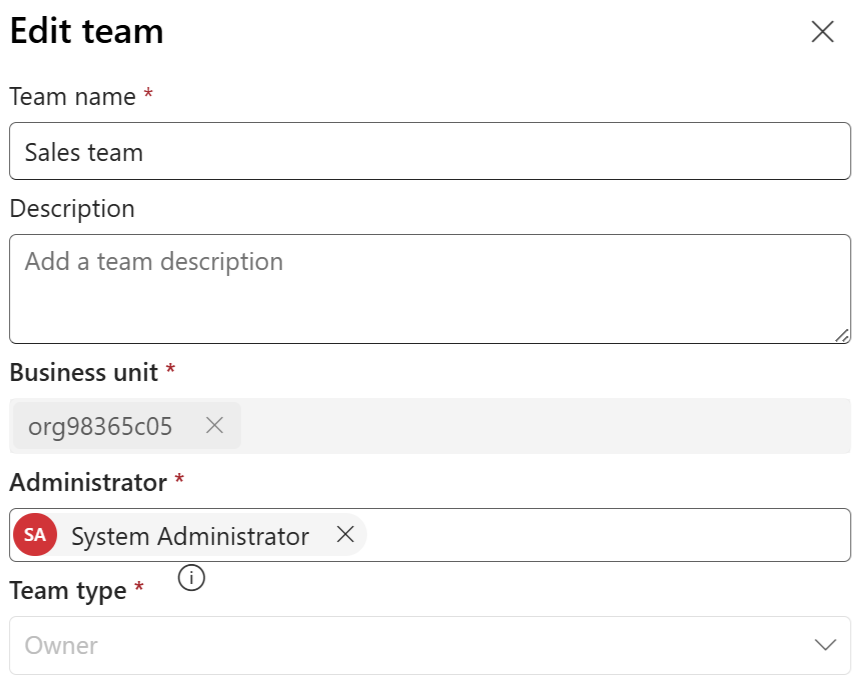 Edit team
Team name *
Sales team
Description
Add a team description
Business unit *
org98365c05
Administrator *
SA System Administrator
Team type *
Owner